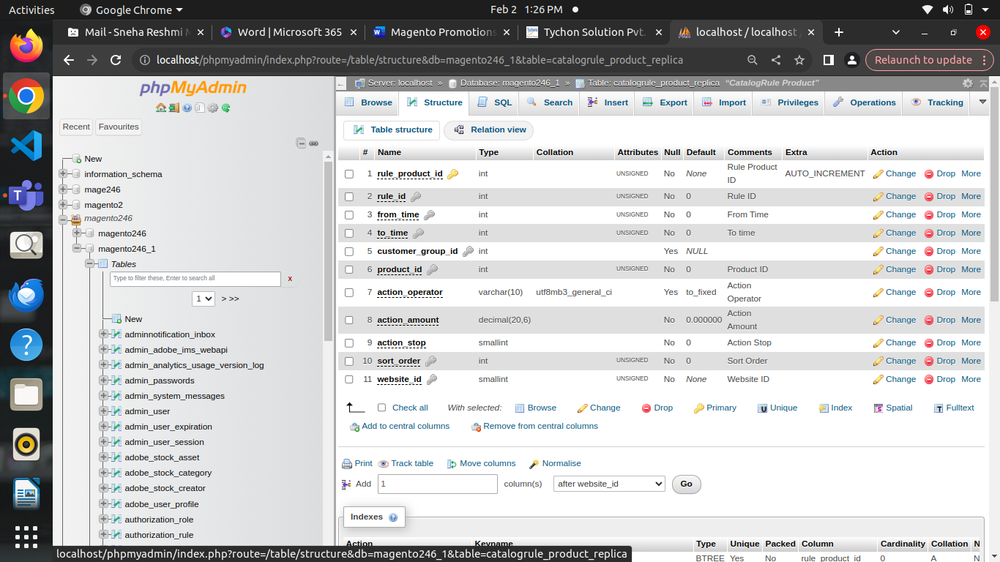 Activities Google Chrome Feb 2 1:26 PM
Mail - Sneha Reshmi M Word | Microsoft 365 Magento Promotions Tychon Solution Pvt. localhost / localhost /
localhost/phpmyadmin/index.php?route=/table/structure&db=magento246_1&table=catalogrule_product_replica Relaunch to update
phpMyAdmin
Recent Favourites
New
information_schema
mage246
magento2
magento246
magento246
magento246_1
Tables
Type to filter these, Enter to search all x
1 > >>
New
adminnotification_inbox
admin_adobe_ims_webapi
admin_analytics_usage_version_log
admin_passwords
admin_system_messages
admin_user
admin_user_expiration
admin_user_session
adobe_stock_asset
adobe_stock_category
adobe_stock_creator
adobe_user_profile
authorization_role
authorization_rule
Server: localhost » Database: magento246_1 » Table: catalogrule_product_replica “CatalogRule Product”
Browse Structure SQL Search Insert Export Import Privileges Operations Tracking
Table structure Relation view
# Name Type Collation Attributes Null Default Comments Extra Action
1 rule_product_id int UNSIGNED No None Rule Product ID AUTO_INCREMENT Change Drop More
2 rule_id int UNSIGNED No 0 Rule ID Change Drop More
3 from_time int UNSIGNED No 0 From Time Change Drop More
4 to_time int UNSIGNED No 0 To time Change Drop More
5 customer_group_id int Yes NULL Change Drop More
6 product_id int UNSIGNED No 0 Product ID Change Drop More
7 action_operator varchar(10) utf8mb3_general_ci Yes to_fixed Action Operator Change Drop More
8 action_amount decimal(20,6) No 0.000000 Action Amount Change Drop More
9 action_stop smallint No 0 Action Stop Change Drop More
10 sort_order int UNSIGNED No 0 Sort Order Change Drop More
11 website_id smallint UNSIGNED No None Website ID Change Drop More
Check all With selected: Browse Change Drop Primary Unique Index Spatial Fulltext
Add to central columns Remove from central columns
Print Track table Move columns Normalise
Add 1 column(s) after website_id Go
Indexes
Action Keyname Type Unique Packed Column Cardinality Collation N
BTREE Yes No rule_product_id 0 A
localhost/phpmyadmin/index.php?route=/table/structure&db=magento246_1&table=catalogrule_product_replica